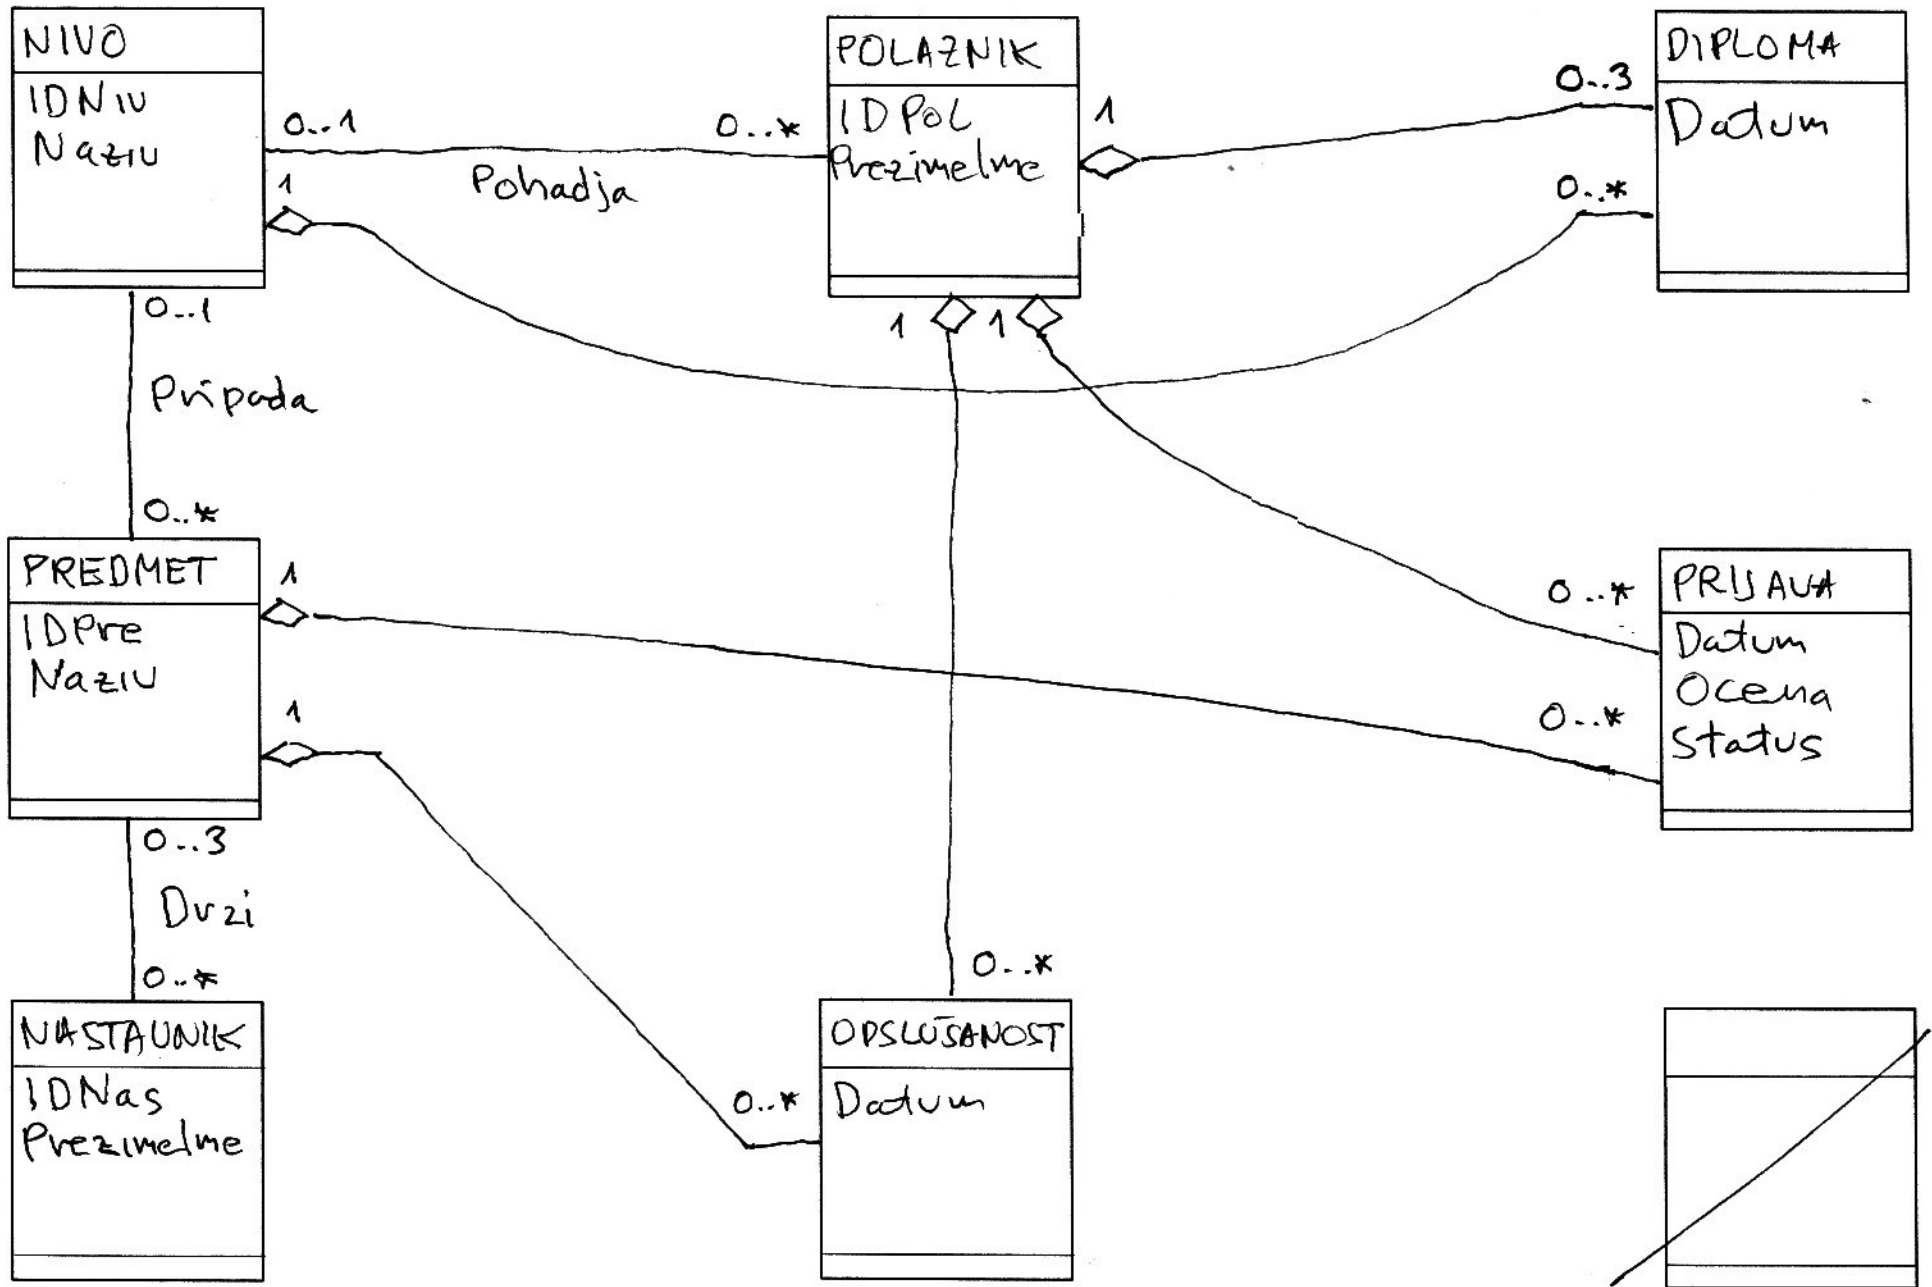 NIVO
IDNiv
Naziv
0..1
0..*
Pohadja
1
POLAZNIK
IDPol
PrezimeIme
1
0..3
0..*
DIPLOMA
Datum
0..1
Pripada
0..*
1
1
PREDMET
IDPre
Naziv
1
1
0..*
0..*
PRIJAVA
Datum
Ocena
Status
0..3
Drzi
0..*
NASTAVNIK
IDNas
PrezimeIme
0..*
0..*
ODSLUŠANOST
Datum